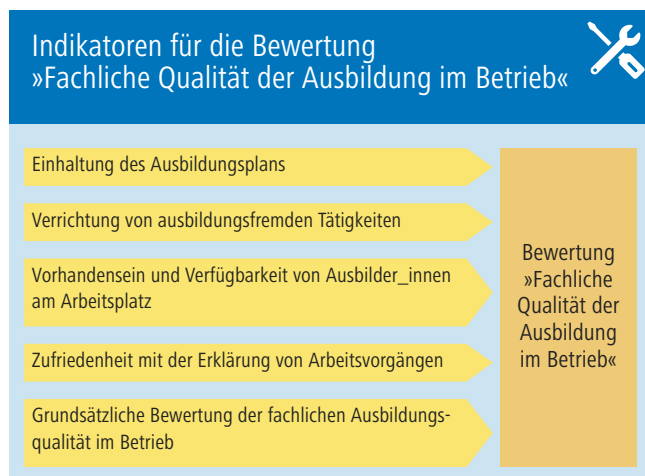 Indikatoren für die Bewertung
»Fachliche Qualität der Ausbildung im Betrieb«
Einhaltung des Ausbildungsplans
Verrichtung von ausbildungsfremden Tätigkeiten
Vorhandensein und Verfügbarkeit von Ausbilder_innen
am Arbeitsplatz
Zufriedenheit mit der Erklärung von Arbeitsvorgängen
Grundsätzliche Bewertung der fachlichen Ausbildungs-
qualität im Betrieb
Bewertung
»Fachliche
Qualität der
Ausbildung
im Betrieb«